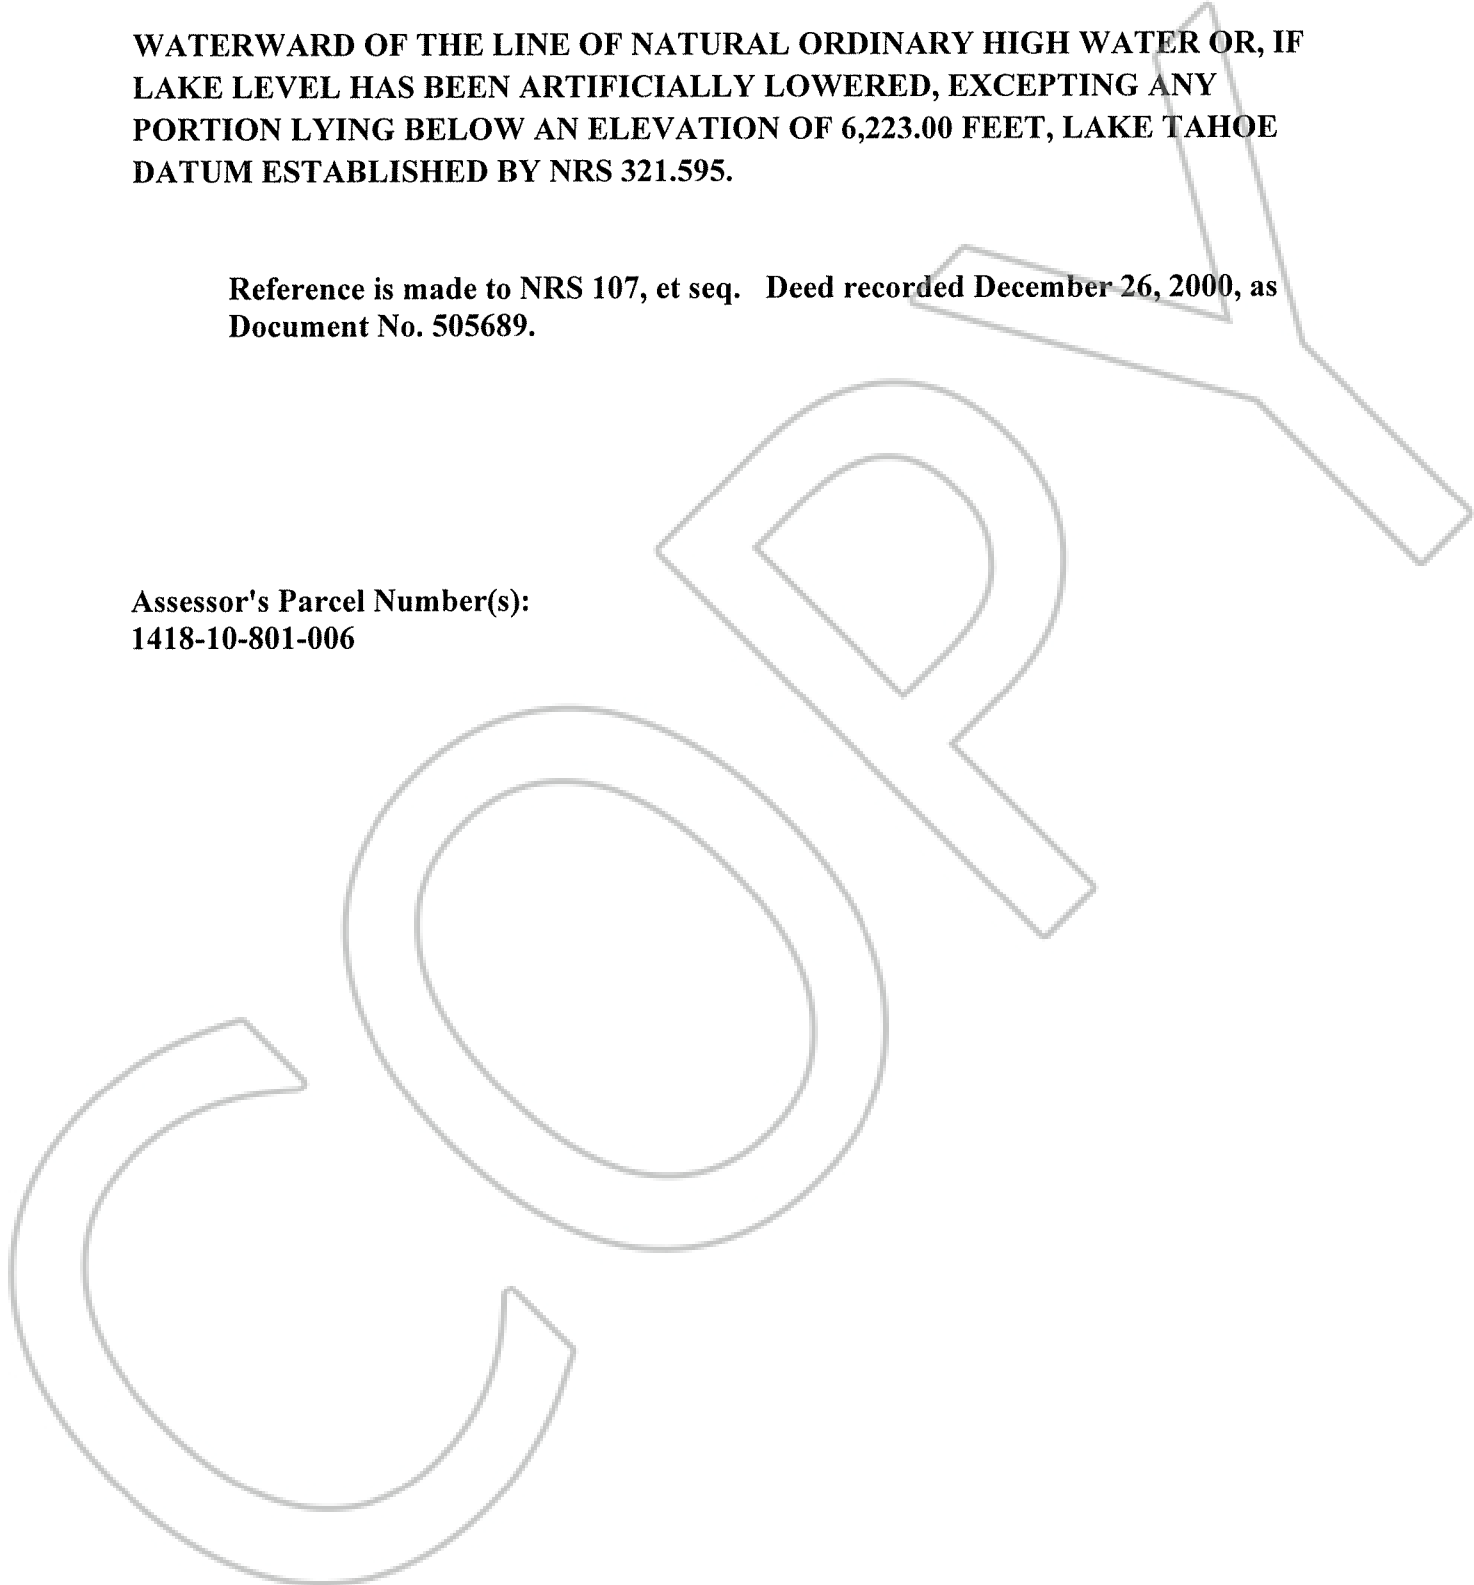 WATERWARD OF THE LINE OF NATURAL ORDINARY HIGH WATER OR, IF
LAKE LEVEL HAS BEEN ARTIFICIALLY LOWERED, EXCEPTING ANY
PORTION LYING BELOW AN ELEVATION OF 6,223.00 FEET, LAKE TAHOE
DATUM ESTABLISHED BY NRS 321.595.
Reference is made to NRS 107, et seq. Deed recorded December 26, 2000, as
Document No. 505689.
Assessor's Parcel Number(s):
1418-10-801-006
COPY